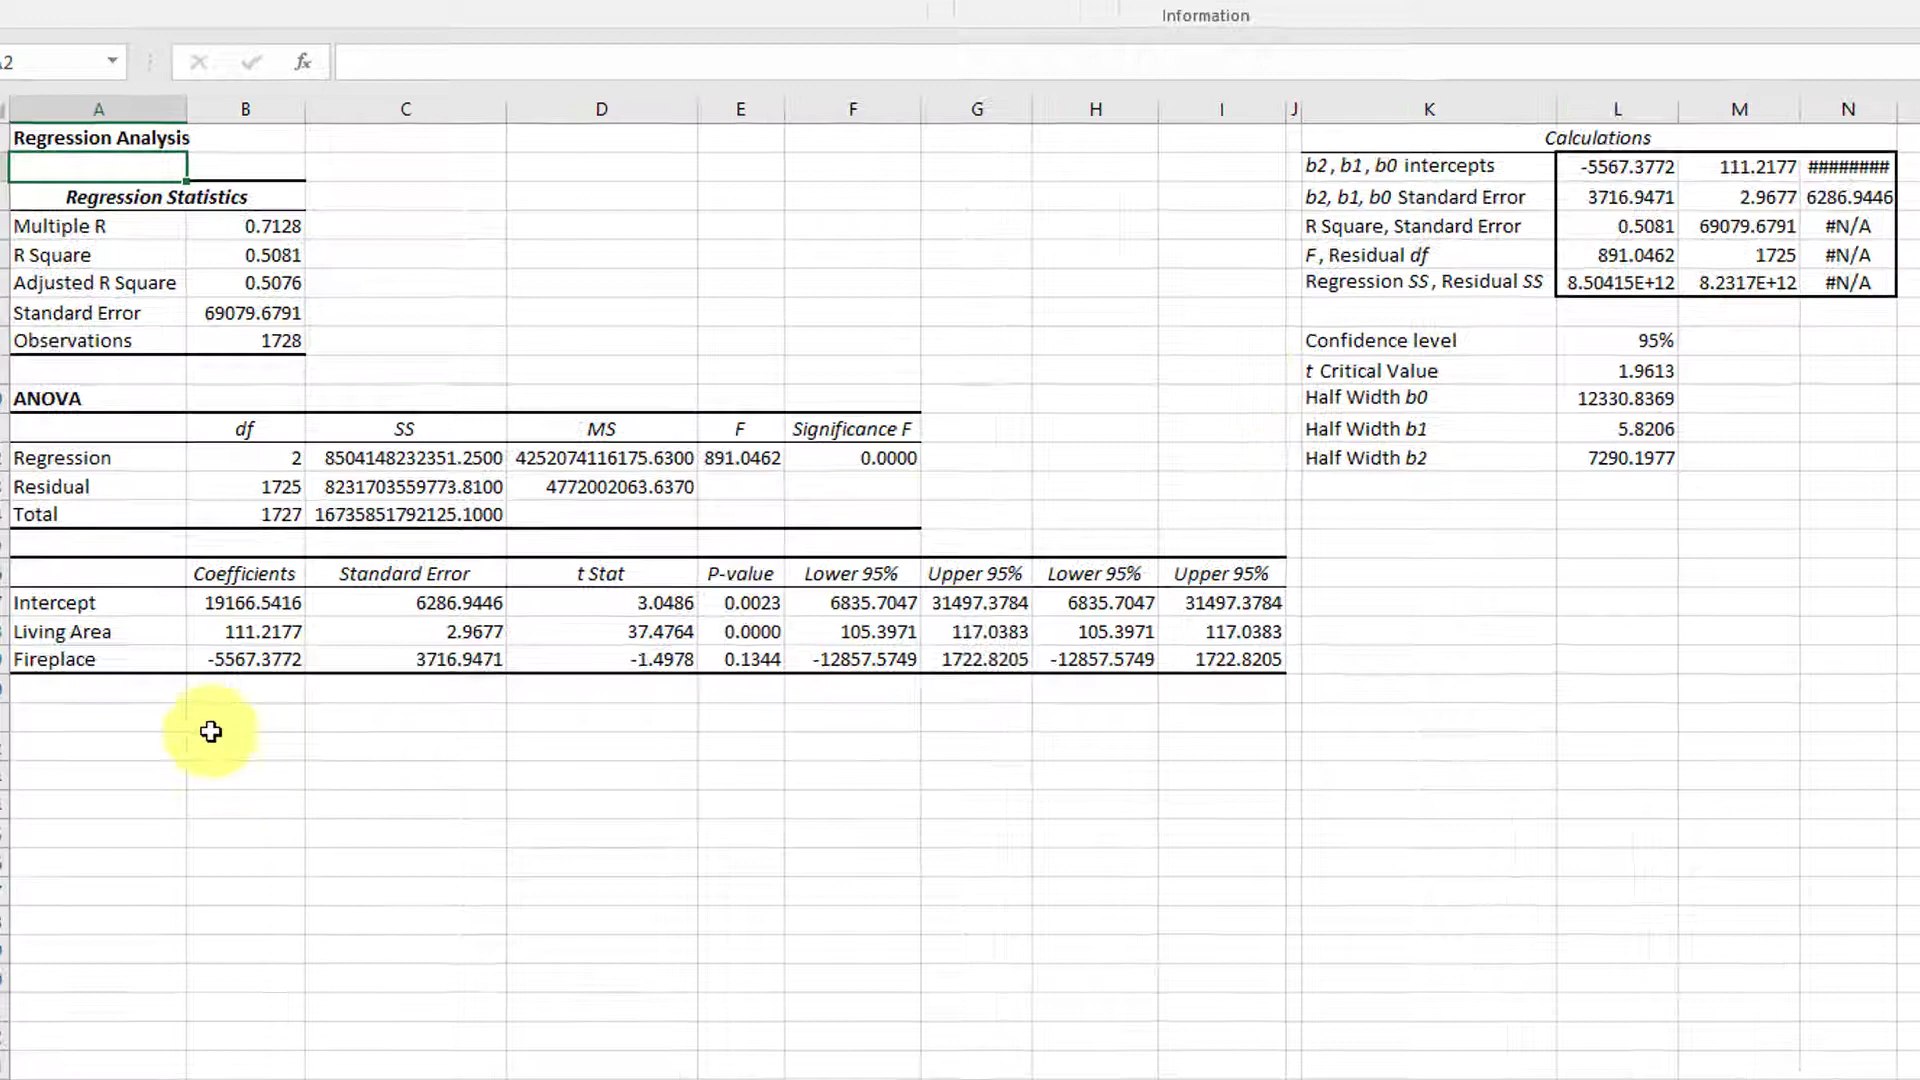 Information
A2
fx
A B C D E F G H I J K L M N
Regression Analysis
Calculations
b2, b1, b0 intercepts -5567.3772 111.2177 ########
Regression Statistics
b2, b1, b0 Standard Error 3716.9471 2.9677 6286.9446
Multiple R 0.7128
R Square, Standard Error 0.5081 69079.6791 #N/A
R Square 0.5081
F, Residual df 891.0462 1725 #N/A
Adjusted R Square 0.5076
Regression SS, Residual SS 8.50415E+12 8.2317E+12 #N/A
Standard Error 69079.6791
Observations 1728
Confidence level 95%
t Critical Value 1.9613
ANOVA
Half Width b0 12330.8369
df SS MS F Significance F
Half Width b1 5.8206
Regression 2 8504148232351.2500 4252074116175.6300 891.0462 0.0000
Half Width b2 7290.1977
Residual 1725 8231703559773.8100 4772002063.6370
Total 1727 16735851792125.1000
Coefficients Standard Error t Stat P-value Lower 95% Upper 95% Lower 95% Upper 95%
Intercept 19166.5416 6286.9446 3.0486 0.0023 6835.7047 31497.3784 6835.7047 31497.3784
Living Area 111.2177 2.9677 37.4764 0.0000 105.3971 117.0383 105.3971 117.0383
Fireplace -5567.3772 3716.9471 -1.4978 0.1344 -12857.5749 1722.8205 -12857.5749 1722.8205